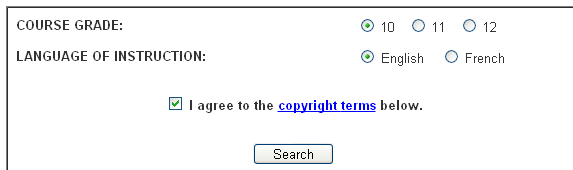 COURSE GRADE: 10 11 12
LANGUAGE OF INSTRUCTION: English French
I agree to the copyright terms below.
Search